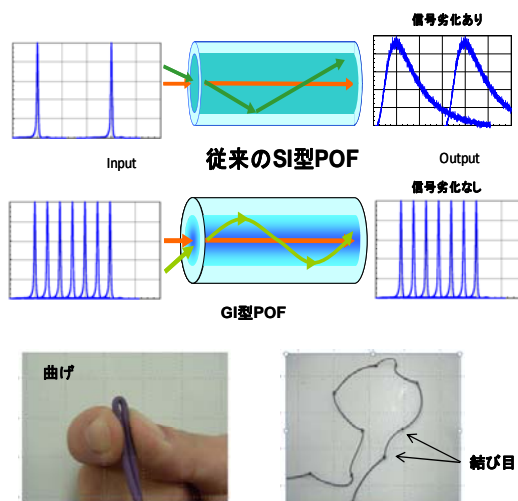 信号劣化あり
Input
従来のSI型POF
Output
信号劣化なし
GI型POF
曲げ
結び目